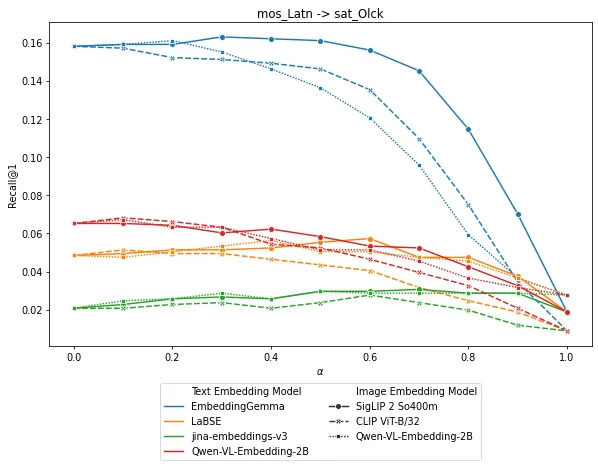 mos_Latn -> sat_Olck
Recall@1
0.16
0.14
0.12
0.10
0.08
0.06
0.04
0.02
0.0 0.2 0.4 0.6 0.8 1.0
α
Text Embedding Model
EmbeddingGemma
LaBSE
jina-embeddings-v3
Qwen-VL-Embedding-2B
Image Embedding Model
SigLIP 2 So400m
CLIP ViT-B/32
Qwen-VL-Embedding-2B